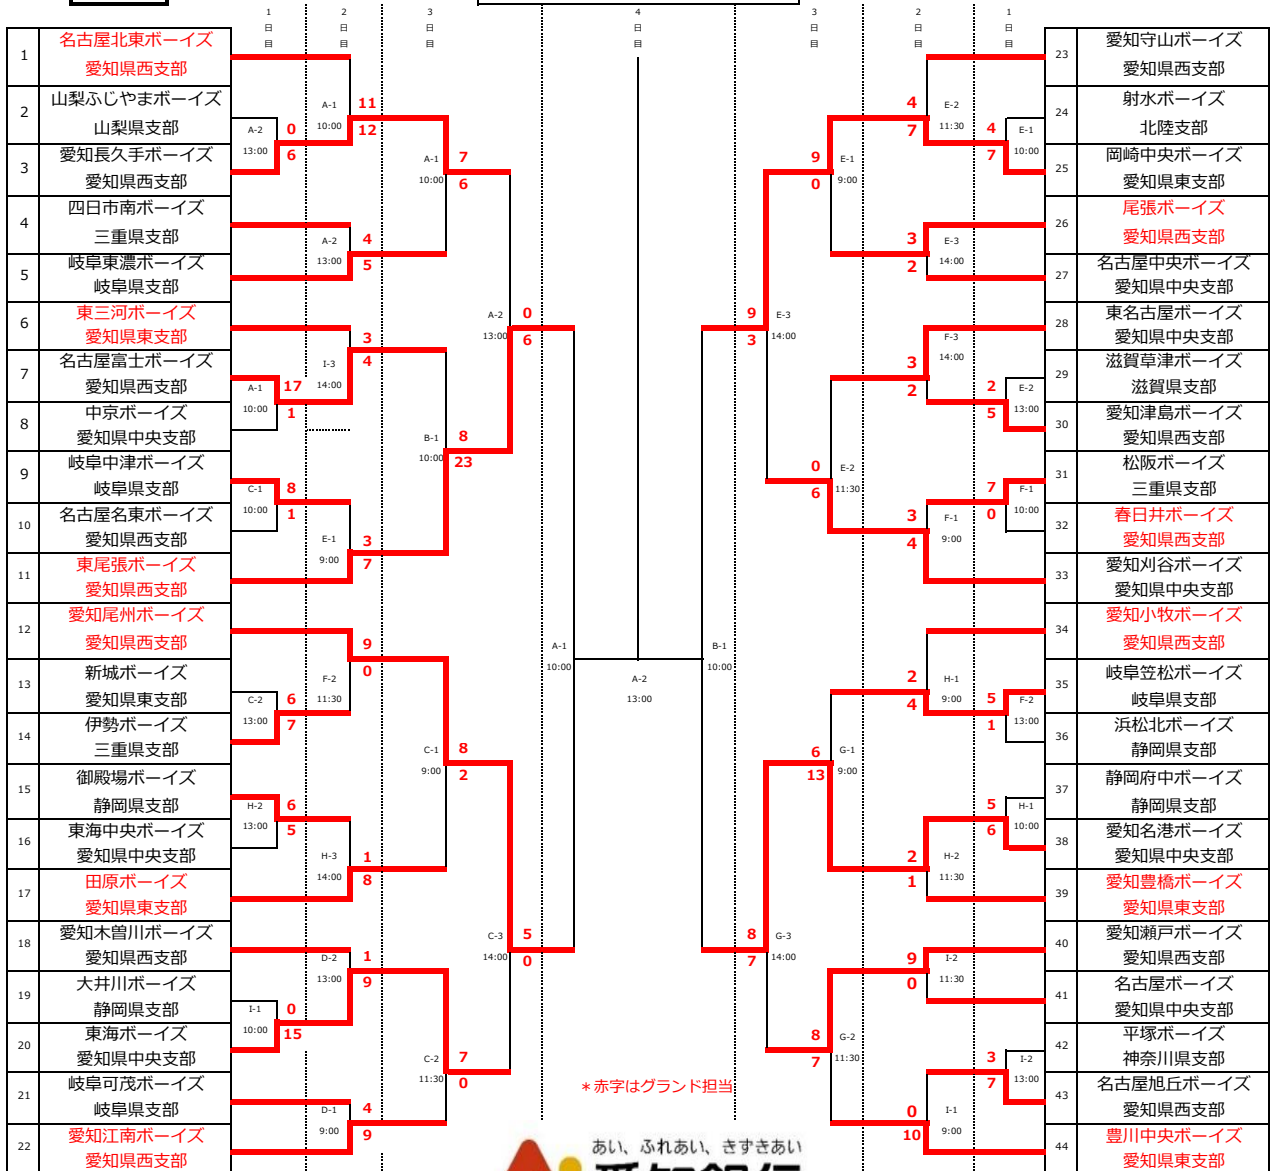 1日目
2日目
3日目
4日目
3日目
2日目
1日目
1
名古屋北東ボーイズ
愛知県西支部
2
山梨ふじやまボーイズ
山梨県支部
3
愛知長久手ボーイズ
愛知県西支部
4
四日市南ボーイズ
三重県支部
5
岐阜東濃ボーイズ
岐阜県支部
6
東三河ボーイズ
愛知県東支部
7
名古屋富士ボーイズ
愛知県西支部
8
中京ボーイズ
愛知県中央支部
9
岐阜中津ボーイズ
岐阜県支部
10
名古屋名東ボーイズ
愛知県西支部
11
東尾張ボーイズ
愛知県西支部
12
愛知尾州ボーイズ
愛知県西支部
13
新城ボーイズ
愛知県東支部
14
伊勢ボーイズ
三重県支部
15
御殿場ボーイズ
静岡県支部
16
東海中央ボーイズ
愛知県中央支部
17
田原ボーイズ
愛知県東支部
18
愛知木曽川ボーイズ
愛知県西支部
19
大井川ボーイズ
静岡県支部
20
東海ボーイズ
愛知県中央支部
21
岐阜可茂ボーイズ
岐阜県支部
22
愛知江南ボーイズ
愛知県西支部
A-2
13:00
0
6
A-1
10:00
17
1
C-1
10:00
8
1
C-2
13:00
6
7
H-2
13:00
6
5
I-1
10:00
0
15
A-1
10:00
11
12
A-2
13:00
4
5
I-3
14:00
3
4
E-1
9:00
3
7
F-2
11:30
9
0
H-3
14:00
1
8
D-2
13:00
1
9
D-1
9:00
4
9
A-1
10:00
7
6
B-1
10:00
8
23
C-1
9:00
8
2
C-2
11:30
7
0
A-2
13:00
0
6
C-3
14:00
5
0
A-1
10:00
A-2
13:00
B-1
10:00
9
3
E-3
14:00
8
7
G-3
14:00
9
0
E-1
9:00
0
6
E-2
11:30
6
13
G-1
9:00
8
7
G-2
11:30
4
7
E-2
11:30
3
2
E-3
14:00
3
2
F-3
14:00
3
4
F-1
9:00
2
4
H-1
9:00
2
1
H-2
11:30
9
0
I-2
11:30
0
10
I-1
9:00
4
7
E-1
10:00
2
5
E-2
13:00
7
0
F-1
10:00
5
1
F-2
13:00
5
6
H-1
10:00
3
7
I-2
13:00
23
愛知守山ボーイズ
愛知県西支部
24
射水ボーイズ
北陸支部
25
岡崎中央ボーイズ
愛知県東支部
26
尾張ボーイズ
愛知県西支部
27
名古屋中央ボーイズ
愛知県中央支部
28
東名古屋ボーイズ
愛知県中央支部
29
滋賀草津ボーイズ
滋賀県支部
30
愛知津島ボーイズ
愛知県西支部
31
松阪ボーイズ
三重県支部
32
春日井ボーイズ
愛知県西支部
33
愛知刈谷ボーイズ
愛知県中央支部
34
愛知小牧ボーイズ
愛知県西支部
35
岐阜笠松ボーイズ
岐阜県支部
36
浜松北ボーイズ
静岡県支部
37
静岡府中ボーイズ
静岡県支部
38
愛知名港ボーイズ
愛知県中央支部
39
愛知豊橋ボーイズ
愛知県東支部
40
愛知瀬戸ボーイズ
愛知県西支部
41
名古屋ボーイズ
愛知県中央支部
42
平塚ボーイズ
神奈川県支部
43
名古屋旭丘ボーイズ
愛知県西支部
44
豊川中央ボーイズ
愛知県東支部
＊赤字はグランド担当
あい、ふれあい、きずきあい
愛知銀行